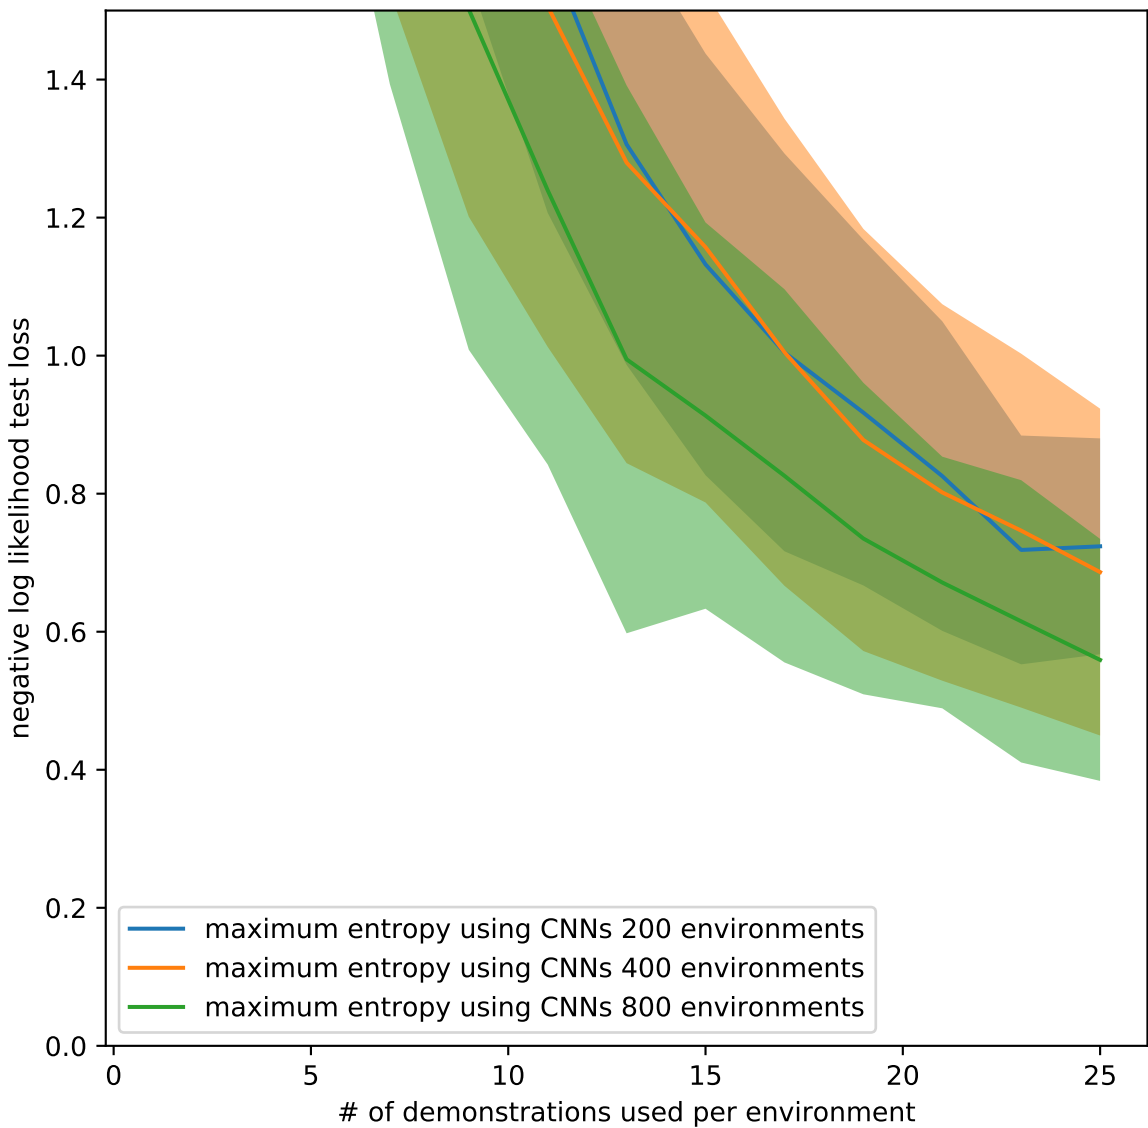 1.4
1.2
1.0
0.8
0.6
0.4
0.2
0.0
negative log likelihood test loss
maximum entropy using CNNs 200 environments
maximum entropy using CNNs 400 environments
maximum entropy using CNNs 800 environments
0 5 10 15 20 25
# of demonstrations used per environment